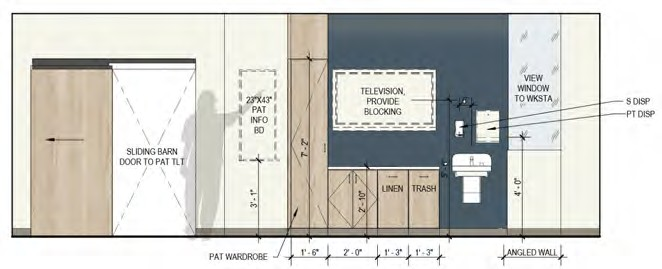 SLIDING BARN
DOOR TO PAT TLT
23"X43"
PAT
INFO
BD
3' - 1"
7' - 2"
TELEVISION,
PROVIDE
BLOCKING
2' - 10"
LINEN
TRASH
VIEW
WINDOW
TO WKSTA
4' - 0"
S DISP
PT DISP
PAT WARDROBE
1' - 6"
2' - 0"
1' - 3"
1' - 3"
ANGLED WALL